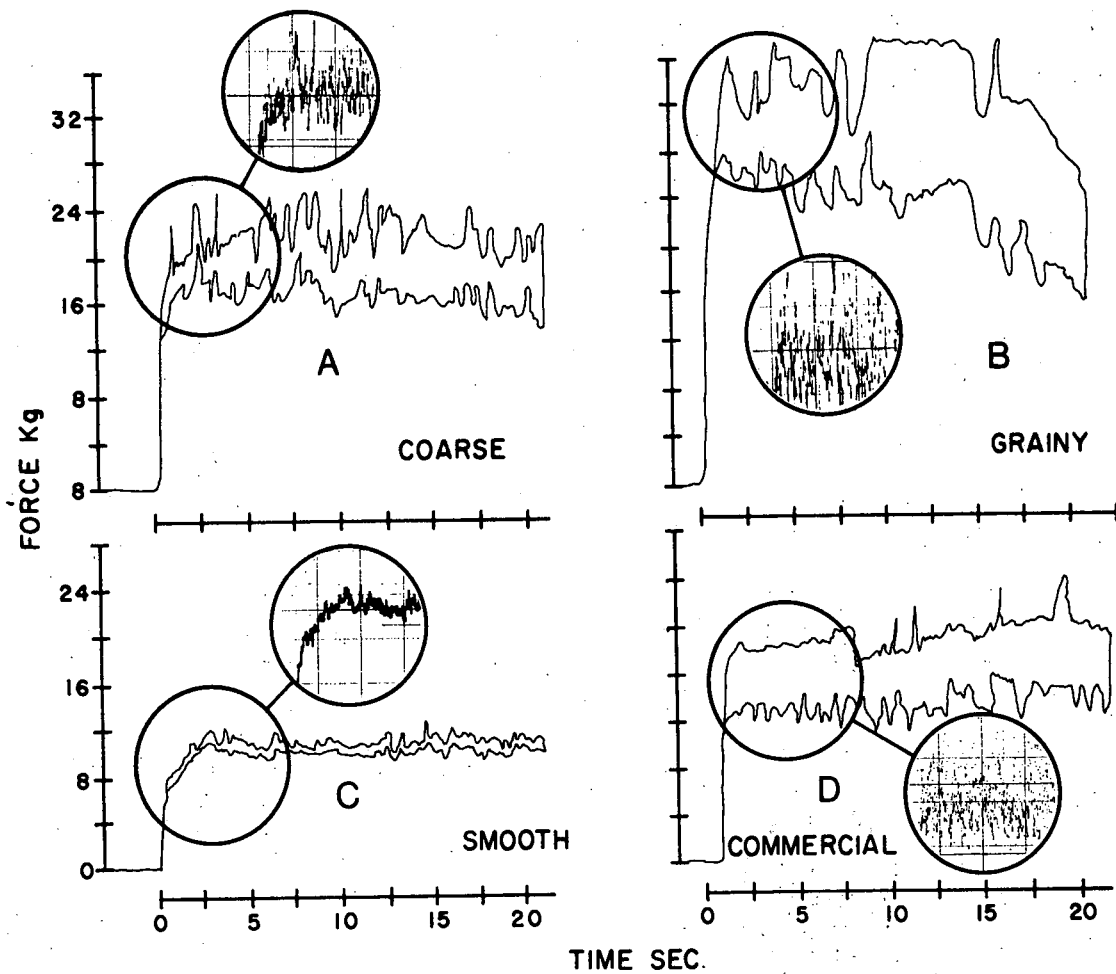 32
24
16
8
8
A
COARSE
B
GRAINY
FORCE Kg
24
16
8
0
C
SMOOTH
D
COMMERCIAL
0 5 10 15 20
0 5 10 15 20
TIME SEC.